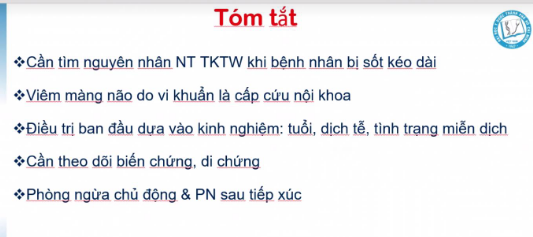 Tóm tắt
❖Cần tìm nguyên nhân NT TKTW khi bệnh nhân bị sốt kéo dài
❖Viêm màng não do vi khuẩn là cấp cứu nội khoa
❖Điều trị ban đầu dựa vào kinh nghiệm: tuổi, dịch tễ, tình trạng miễn dịch
❖Cần theo dõi biến chứng, di chứng
❖Phòng ngừa chủ động & PN sau tiếp xúc